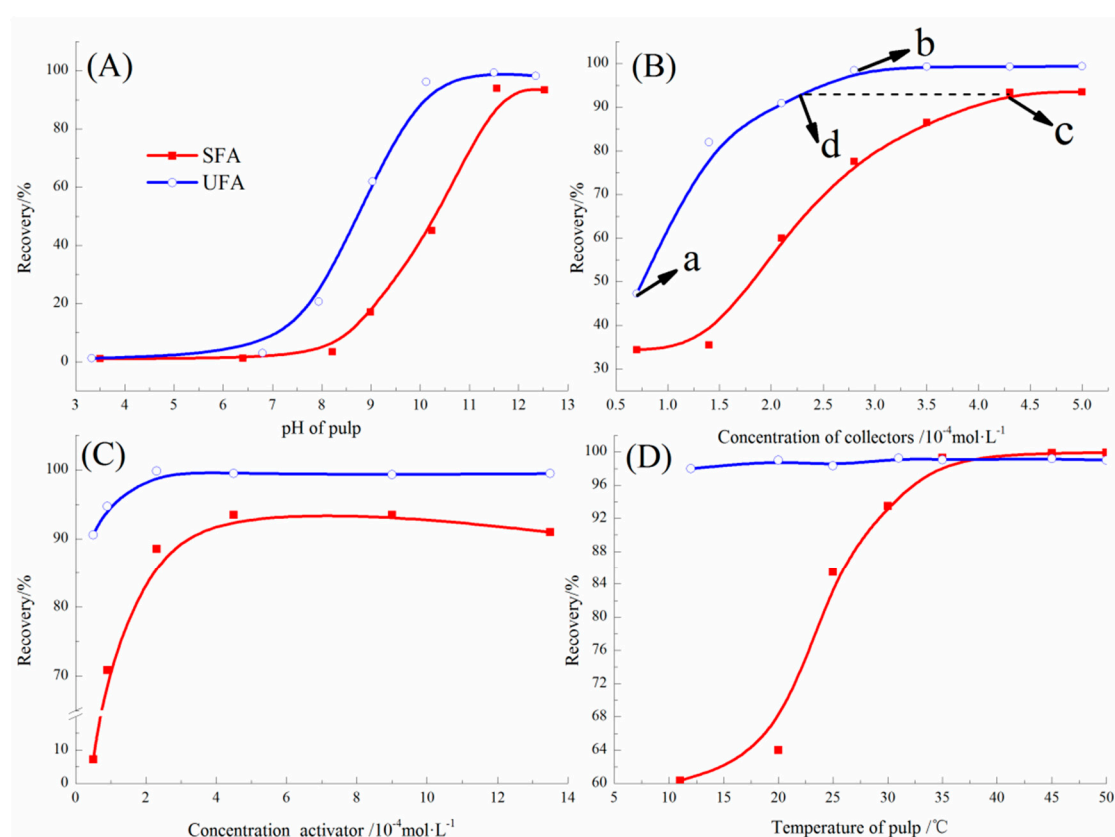 (A)
Recovery/%
100
80
60
40
20
0
SFA
UFA
3 4 5 6 7 8 9 10 11 12 13
pH of pulp
(B)
Recovery/%
100
90
80
70
60
50
40
30
a
b
c
d
0.5 1.0 1.5 2.0 2.5 3.0 3.5 4.0 4.5 5.0
Concentration of collectors /10⁻⁴mol·L⁻¹
(C)
Recovery/%
100
90
80
70
10
0
0 2 4 6 8 10 12 14
Concentration activator /10⁻⁴mol·L⁻¹
(D)
Recovery/%
100
96
92
88
84
80
76
72
68
64
60
10 15 20 25 30 35 40 45 50
Temperature of pulp /℃